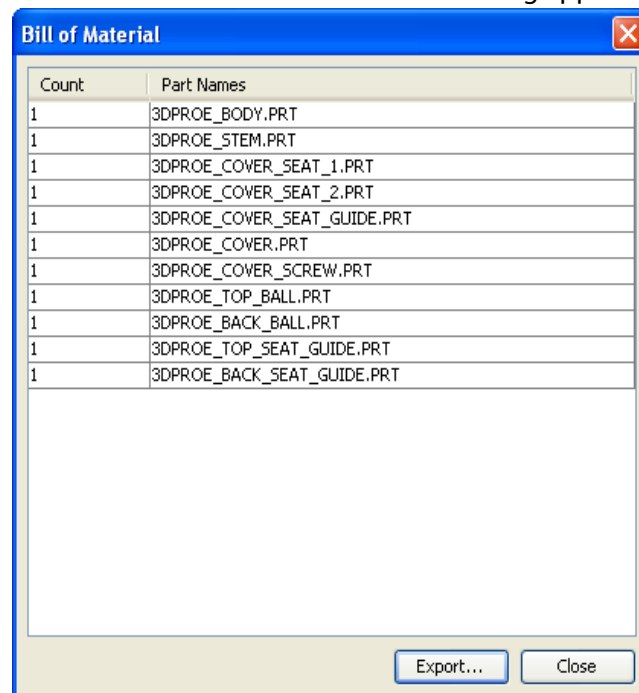 Bill of Material
Count Part Names
1 3DPROE_BODY.PRT
1 3DPROE_STEM.PRT
1 3DPROE_COVER_SEAT_1.PRT
1 3DPROE_COVER_SEAT_2.PRT
1 3DPROE_COVER_SEAT_GUIDE.PRT
1 3DPROE_COVER.PRT
1 3DPROE_COVER_SCREW.PRT
1 3DPROE_TOP_BALL.PRT
1 3DPROE_BACK_BALL.PRT
1 3DPROE_TOP_SEAT_GUIDE.PRT
1 3DPROE_BACK_SEAT_GUIDE.PRT
Export... Close